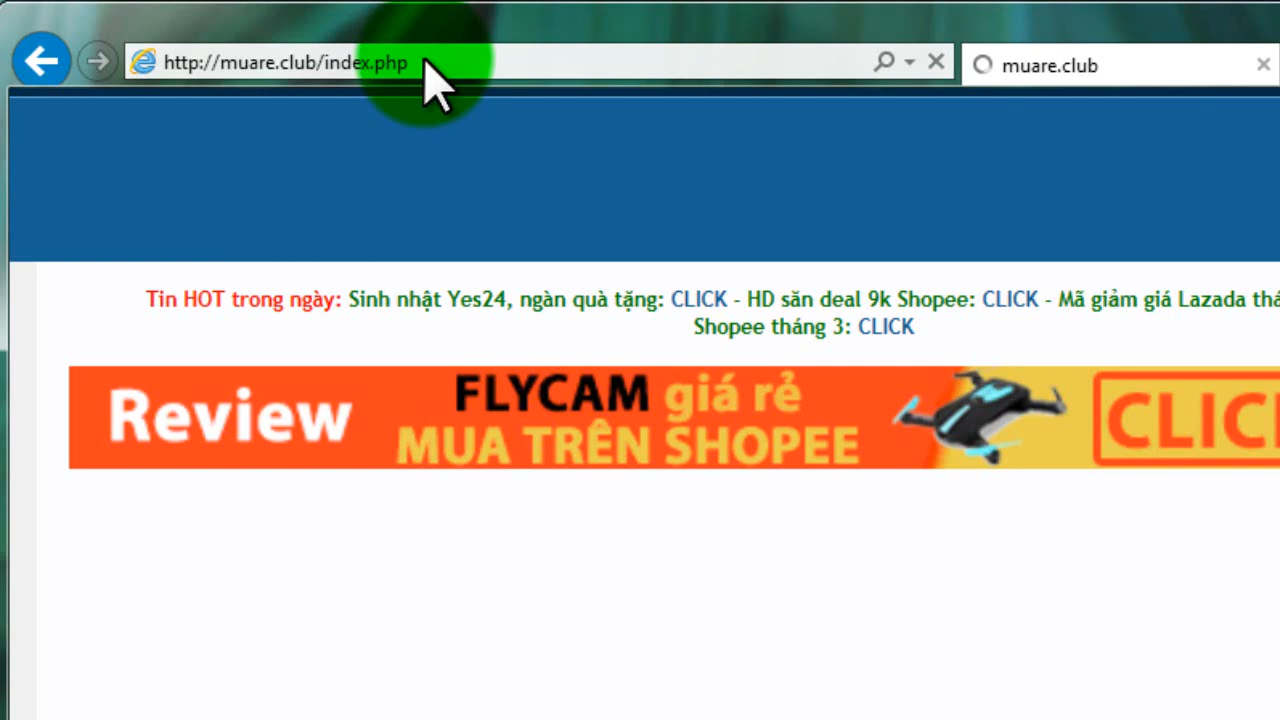 http://muare.club/index.php
muare.club
Tin HOT trong ngày: Sinh nhật Yes24, ngàn quà tặng: CLICK - HD săn deal 9k Shopee: CLICK - Mã giảm giá Lazada thá
Shopee tháng 3: CLICK
Review
FLYCAM giá rẻ
MUA TRÊN SHOPEE
CLIC